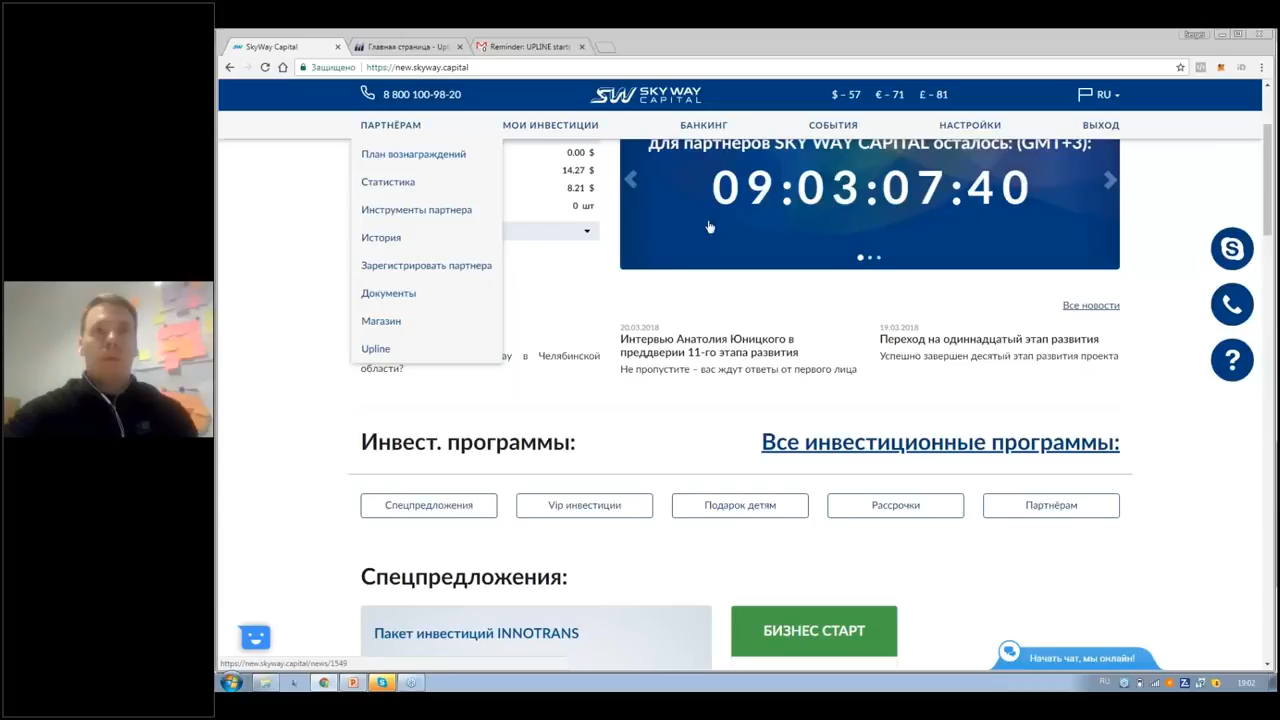 SkyWay Capital
Главная страница - Upl
Reminder: UPLINE starts
Sergei
Защищено
https://new.skyway.capital
8 800 100-98-20
SW SKY WAY
CAPITAL
$ – 57 € – 71 £ – 81
RU
ПАРТНЁРАМ
МОИ ИНВЕСТИЦИИ
БАНКИНГ
СОБЫТИЯ
НАСТРОЙКИ
ВЫХОД
План вознаграждений
Статистика
Инструменты партнера
История
Зарегистрировать партнера
Документы
Магазин
Upline
0.00 $
14.27 $
8.21 $
0 шт
для партнеров SKY WAY CAPITAL осталось: (GMT+3):
09:03:07:40
Все новости
в Челябинской
области?
20.03.2018
Интервью Анатолия Юницкого в
преддверии 11-го этапа развития
Не пропустите – вас ждут ответы от первого лица
19.03.2018
Переход на одиннадцатый этап развития
Успешно завершен десятый этап развития проекта
Инвест. программы:
Все инвестиционные программы:
Спецпредложения
Vip инвестиции
Подарок детям
Рассрочки
Партнёрам
Спецпредложения:
Пакет инвестиций INNOTRANS
БИЗНЕС СТАРТ
Начать чат, мы онлайн!
https://new.skyway.capital/news/1549
RU
19:02